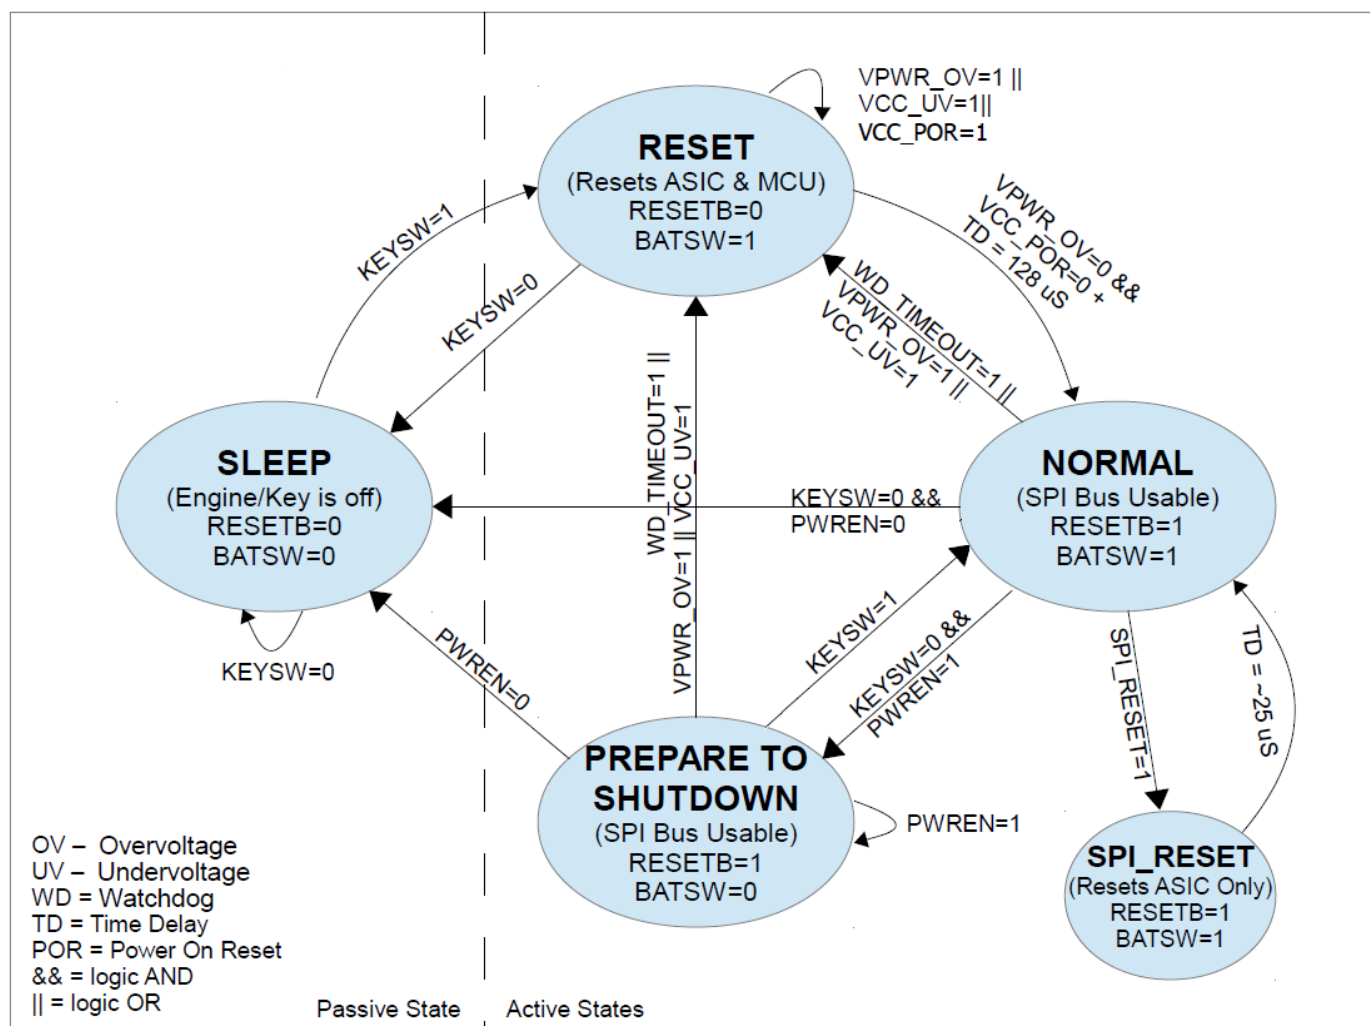 VPWR_OV=1 ||
VCC_UV=1||
VCC_POR=1
RESET
(Resets ASIC & MCU)
RESETB=0
BATSW=1
KEYSW=1
KEYSW=0
VPWR_OV=0 &&
VCC_POR=0 +
TD = 128 uS
WD_TIMEOUT=1 ||
VPWR_OV=1 ||
VCC_UV=1
WD_TIMEOUT=1 ||
VPWR_OV=1 || VCC_UV=1
SLEEP
(Engine/Key is off)
RESETB=0
BATSW=0
KEYSW=0
NORMAL
(SPI Bus Usable)
RESETB=1
BATSW=1
KEYSW=0 &&
PWREN=0
PWREN=0
KEYSW=1
KEYSW=0 &&
PWREN=1
SPI_RESET=1
TD = ~25 uS
PREPARE TO
SHUTDOWN
(SPI Bus Usable)
RESETB=1
BATSW=0
PWREN=1
SPI_RESET
(Resets ASIC Only)
RESETB=1
BATSW=1
OV – Overvoltage
UV – Undervoltage
WD = Watchdog
TD = Time Delay
POR = Power On Reset
&& = logic AND
|| = logic OR
Passive State
Active States